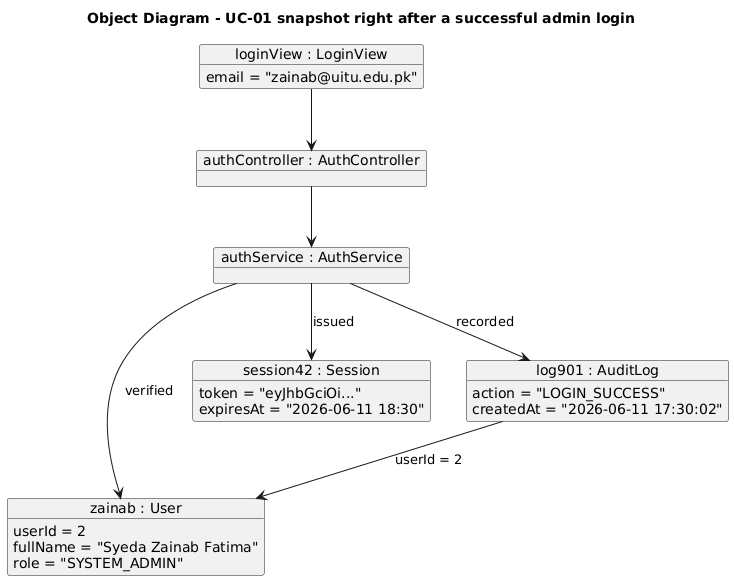 Object Diagram - UC-01 snapshot right after a successful admin login
loginView : LoginView
email = "zainab@uitu.edu.pk"
authController : AuthController
authService : AuthService
issued
recorded
session42 : Session
token = "eyJhbGciOi..."
expiresAt = "2026-06-11 18:30"
log901 : AuditLog
action = "LOGIN_SUCCESS"
createdAt = "2026-06-11 17:30:02"
verified
userId = 2
zainab : User
userId = 2
fullName = "Syeda Zainab Fatima"
role = "SYSTEM_ADMIN"